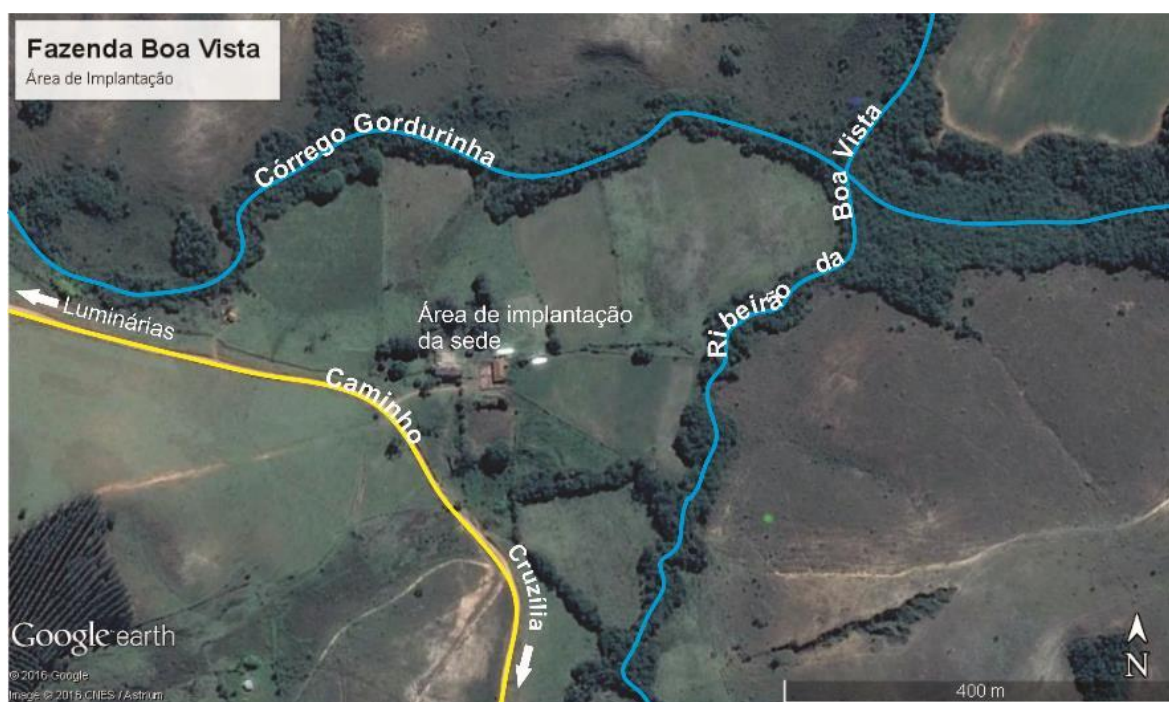 Fazenda Boa Vista
Área de Implantação
Córrego Gordurinha
Ribeirão da Boa Vista
Luminárias
Área de implantação
da sede
Caminho
Cruzília
Google earth
© 2016 Google
Image © 2016 CNES / Astrium
N
400 m